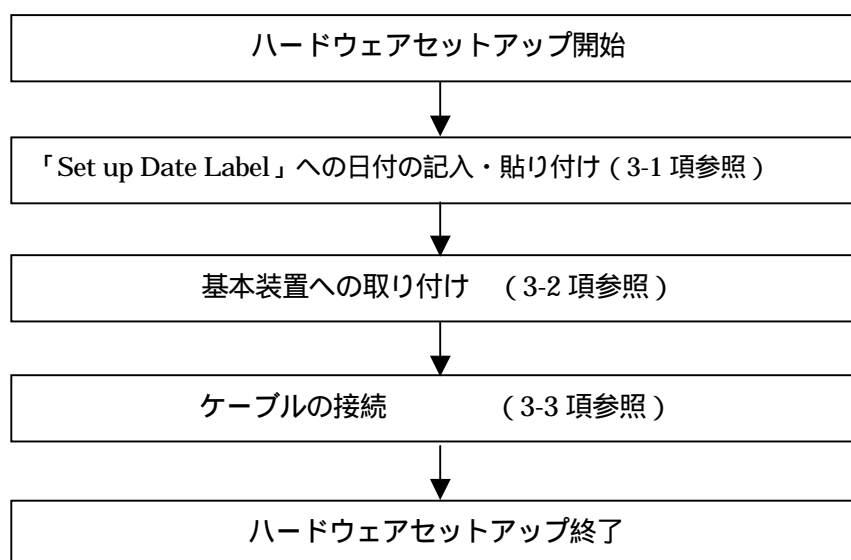 ハードウェアセットアップ開始
「Set up Date Label」への日付の記入・貼り付け（3-1 項参照）
基本装置への取り付け　（3-2 項参照）
ケーブルの接続　　　　（3-3 項参照）
ハードウェアセットアップ終了